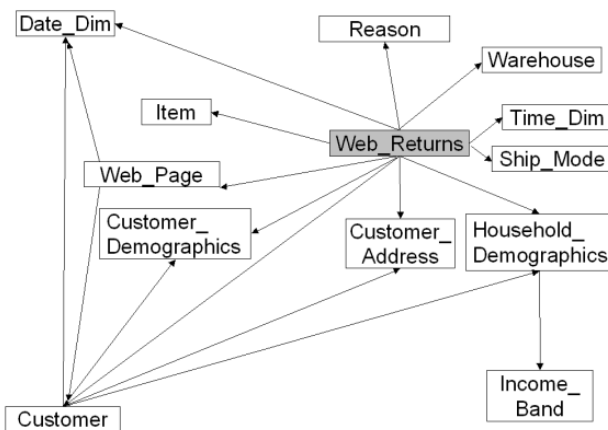 Date_Dim
Reason
Warehouse
Item
Time_Dim
Web_Returns
Ship_Mode
Web_Page
Customer_
Demographics
Customer_
Address
Household_
Demographics
Income_
Band
Customer